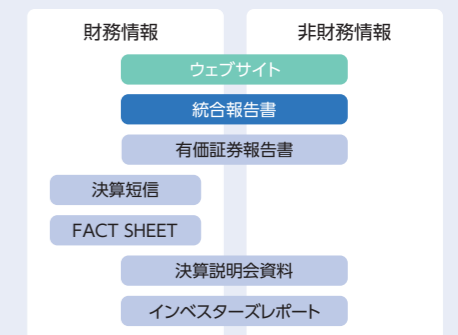 財務情報
非財務情報
ウェブサイト
統合報告書
有価証券報告書
決算短信
FACT SHEET
決算説明会資料
インベスターズレポート